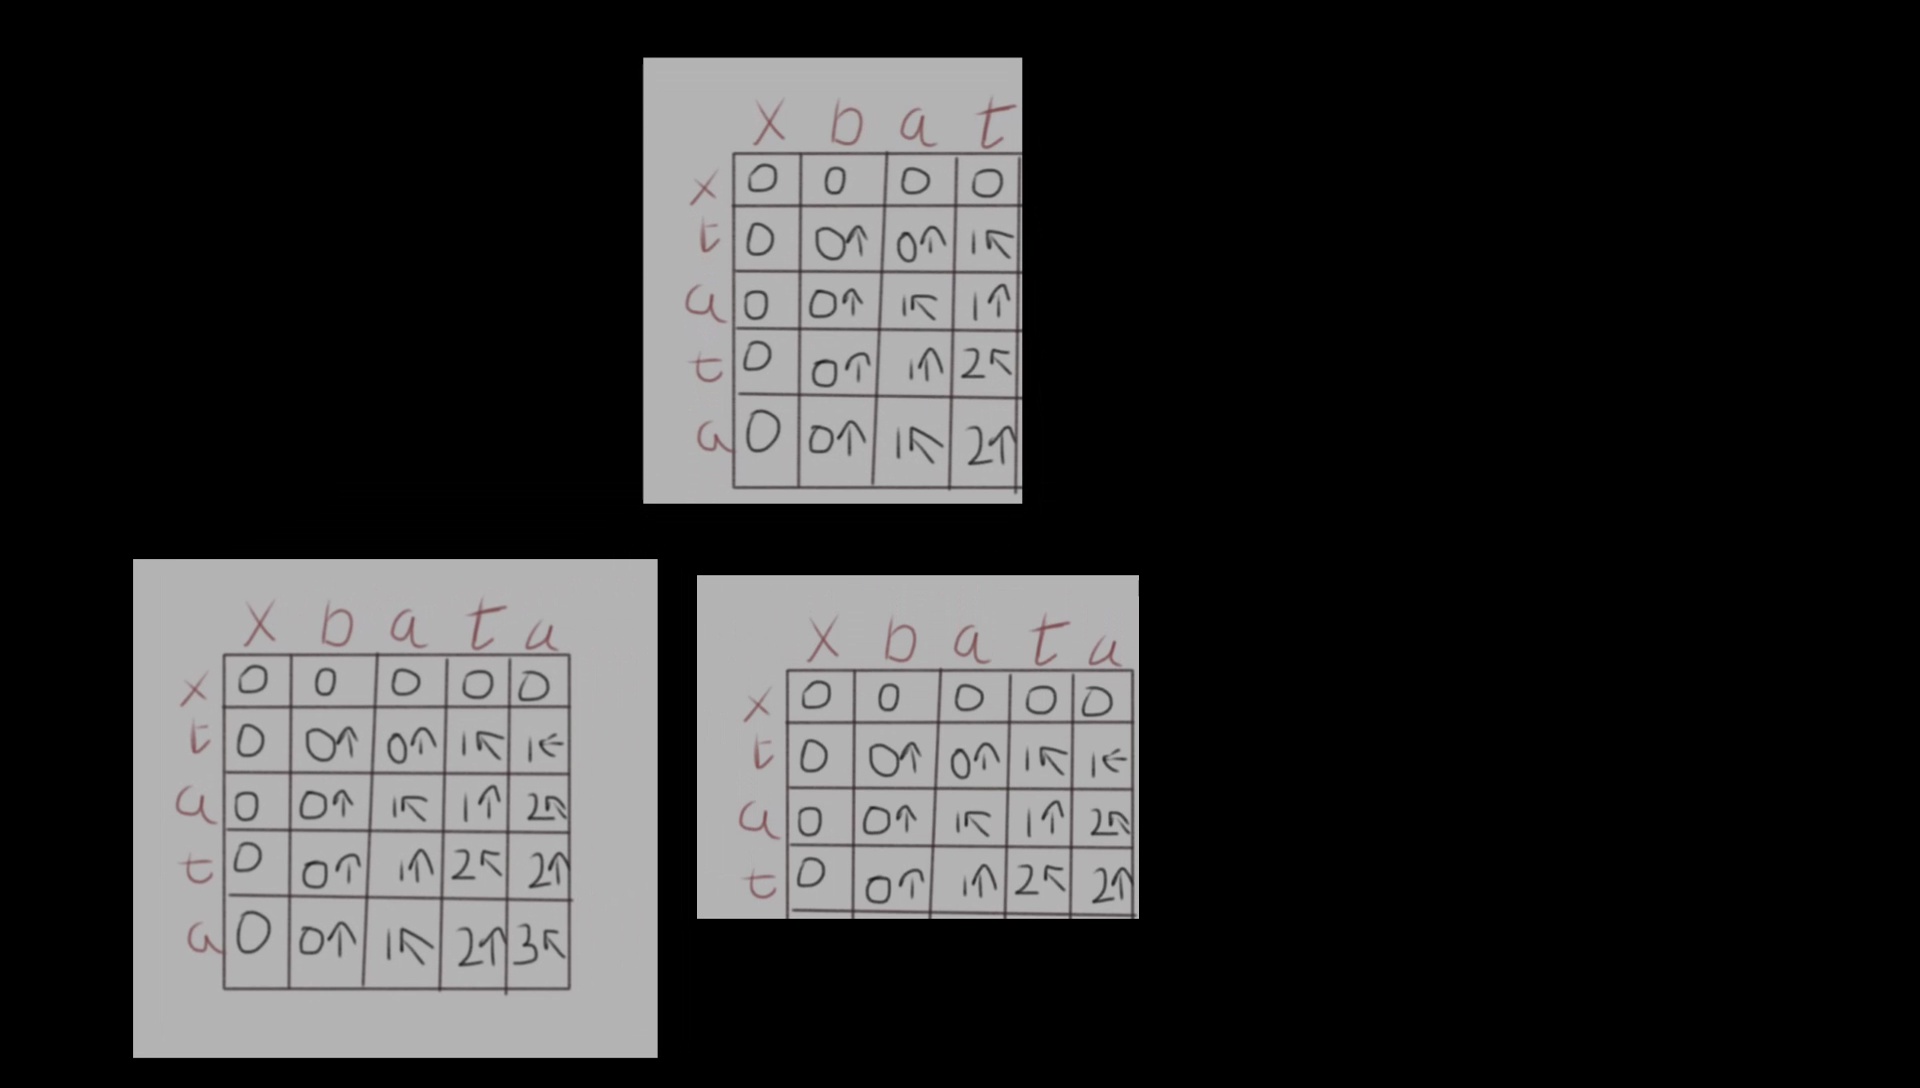 x b a t
x 0 0 0 0
t 0 0↑ 0↑ 1↖
a 0 0↑ 1↖ 1↑
t 0 0↑ 1↑ 2↖
a 0 0↑ 1↖ 2↑
x b a t a
x 0 0 0 0 0
t 0 0↑ 0↑ 1↖ 1←
a 0 0↑ 1↖ 1↑ 2↖
t 0 0↑ 1↑ 2↖ 2↑
a 0 0↑ 1↖ 2↑ 3↖
x b a t a
x 0 0 0 0 0
t 0 0↑ 0↑ 1↖ 1←
a 0 0↑ 1↖ 1↑ 2↖
t 0 0↑ 1↑ 2↖ 2↑